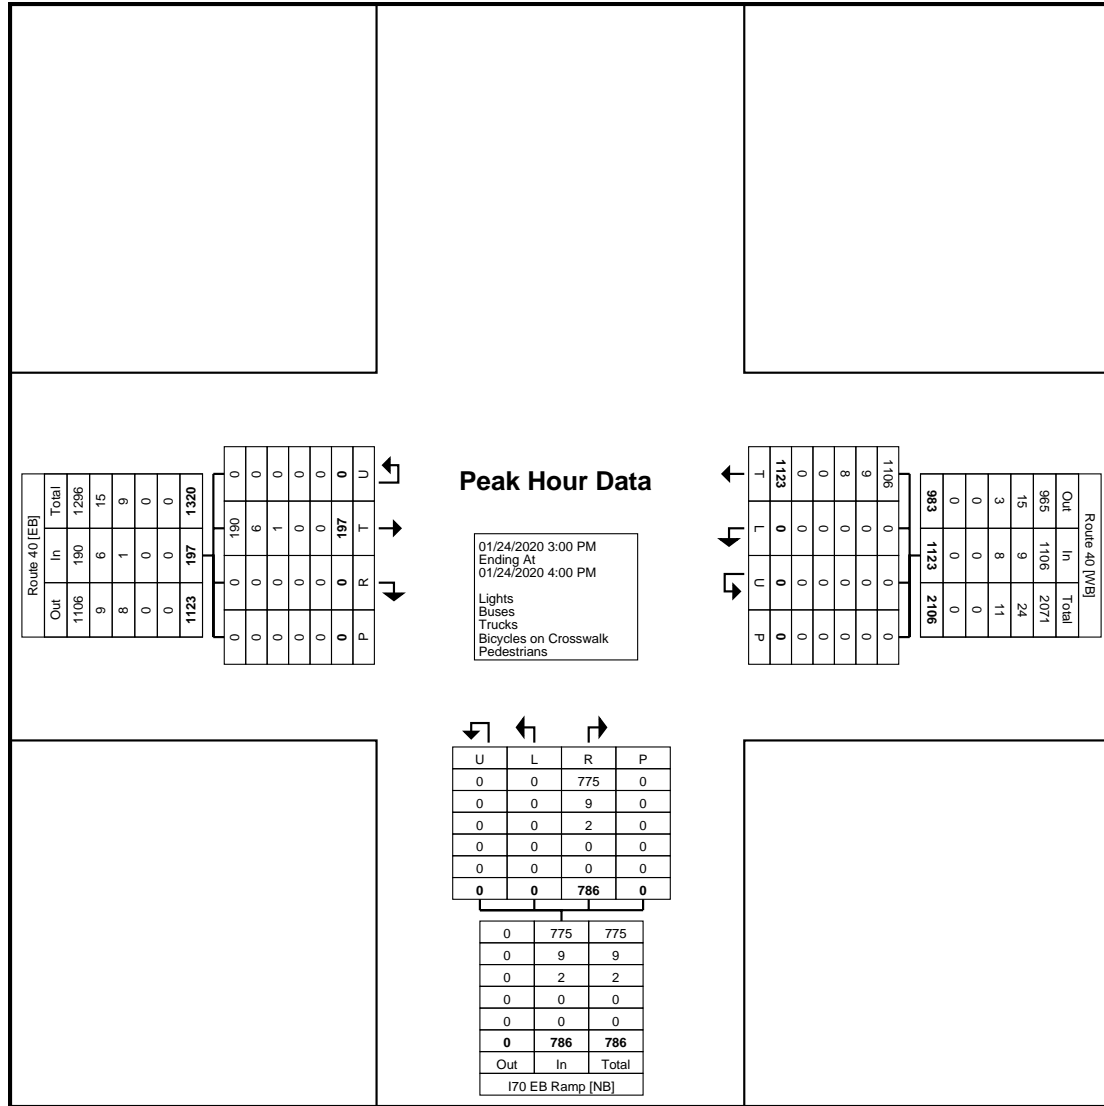 Peak Hour Data
01/24/2020 3:00 PM
Ending At
01/24/2020 4:00 PM
Lights
Buses
Trucks
Bicycles on Crosswalk
Pedestrians
Route 40 [EB]
Out In Total
1106 190 1296
9 6 15
8 1 9
0 0 0
0 0 0
1123 197 1320
0 0 190 0
0 0 6 0
0 0 1 0
0 0 0 0
0 0 0 0
0 0 197 0
P R T U
Route 40 [WB]
Out In Total
965 1106 2071
15 9 24
3 8 11
0 0 0
0 0 0
983 1123 2106
1106 0 0 0
9 0 0 0
8 0 0 0
0 0 0 0
0 0 0 0
1123 0 0 0
T L U P
U L R P
0 0 775 0
0 0 9 0
0 0 2 0
0 0 0 0
0 0 0 0
0 0 786 0
0 775 775
0 9 9
0 2 2
0 0 0
0 0 0
0 786 786
Out In Total
I70 EB Ramp [NB]